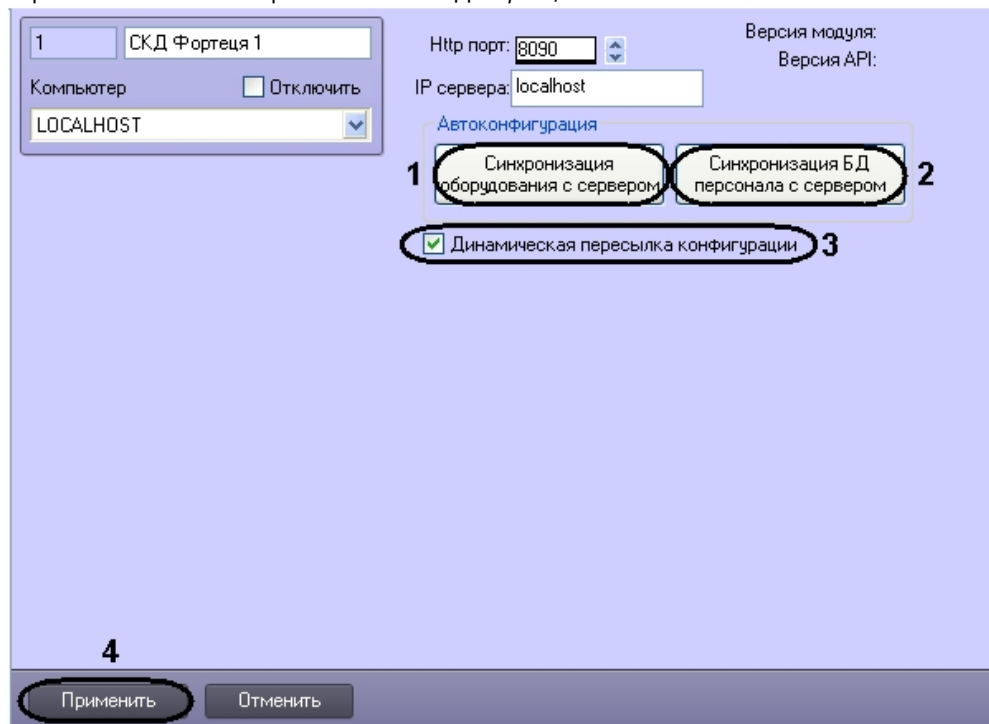 1
СКД Фортеця 1
Компьютер
Отключить
LOCALHOST
Http порт: 8090
IP сервера: localhost
Версия модуля:
Версия API:
Автоконфигурация
1
Синхронизация
оборудования с сервером
Синхронизация БД
персонала с сервером
2
Динамическая пересылка конфигурации
3
4
Применить
Отменить